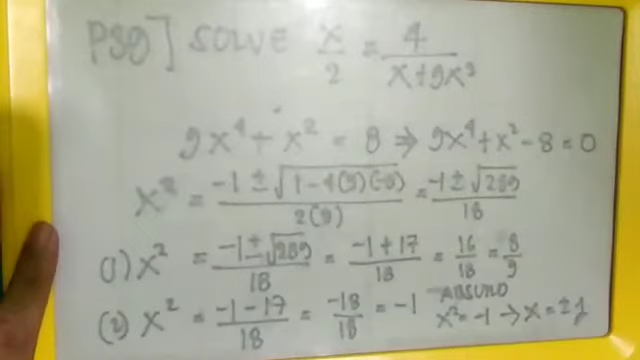 PSG] SOLVE x/2 = 4/(x+9x³)
9x⁴ + x² = 8 ⇒ 9x⁴+x²-8=0
x² = (-1 ± √(1-4(9)(-8)))/(2(9)) = (-1 ± √289)/18
(1) x² = (-1±√289)/18 = (-1+17)/18 = 16/18 = 8/9
(2) x² = (-1-17)/18 = -18/18 = -1 ABSURD
x²=-1 → x=±j